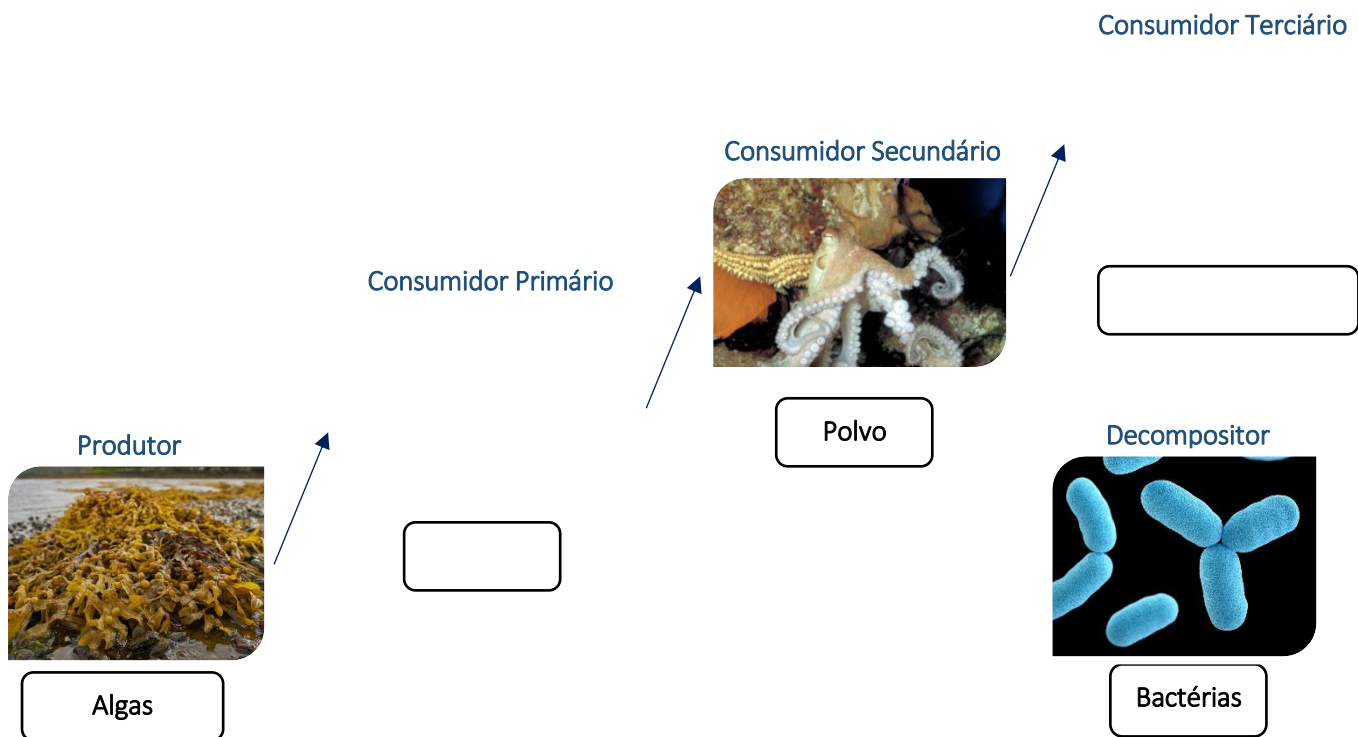 Consumidor Terciário
Consumidor Secundário
Consumidor Primário
Produtor
Polvo
Decompositor
Algas
Bactérias